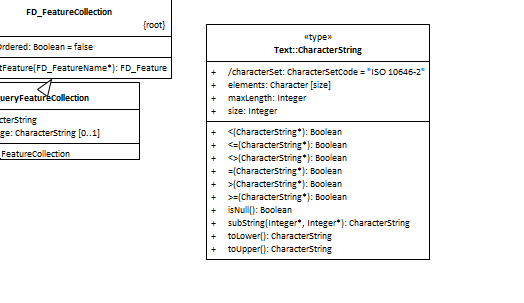 FD_FeatureCollection
{root}
Ordered: Boolean = false
tFeature(FD_FeatureName*): FD_Feature
ueryFeatureCollection
cterString
ge: CharacterString [0..1]
_FeatureCollection
«type»
Text::CharacterString
+ /characterSet: CharacterSetCode = "ISO 10646-2"
+ elements: Character [size]
+ maxLength: Integer
+ size: Integer
+ <(CharacterString*): Boolean
+ <=(CharacterString*): Boolean
+ <>(CharacterString*): Boolean
+ =(CharacterString*): Boolean
+ >(CharacterString*): Boolean
+ >=(CharacterString*): Boolean
+ isNull(): Boolean
+ subString(Integer*, Integer*): CharacterString
+ toLower(): CharacterString
+ toUpper(): CharacterString